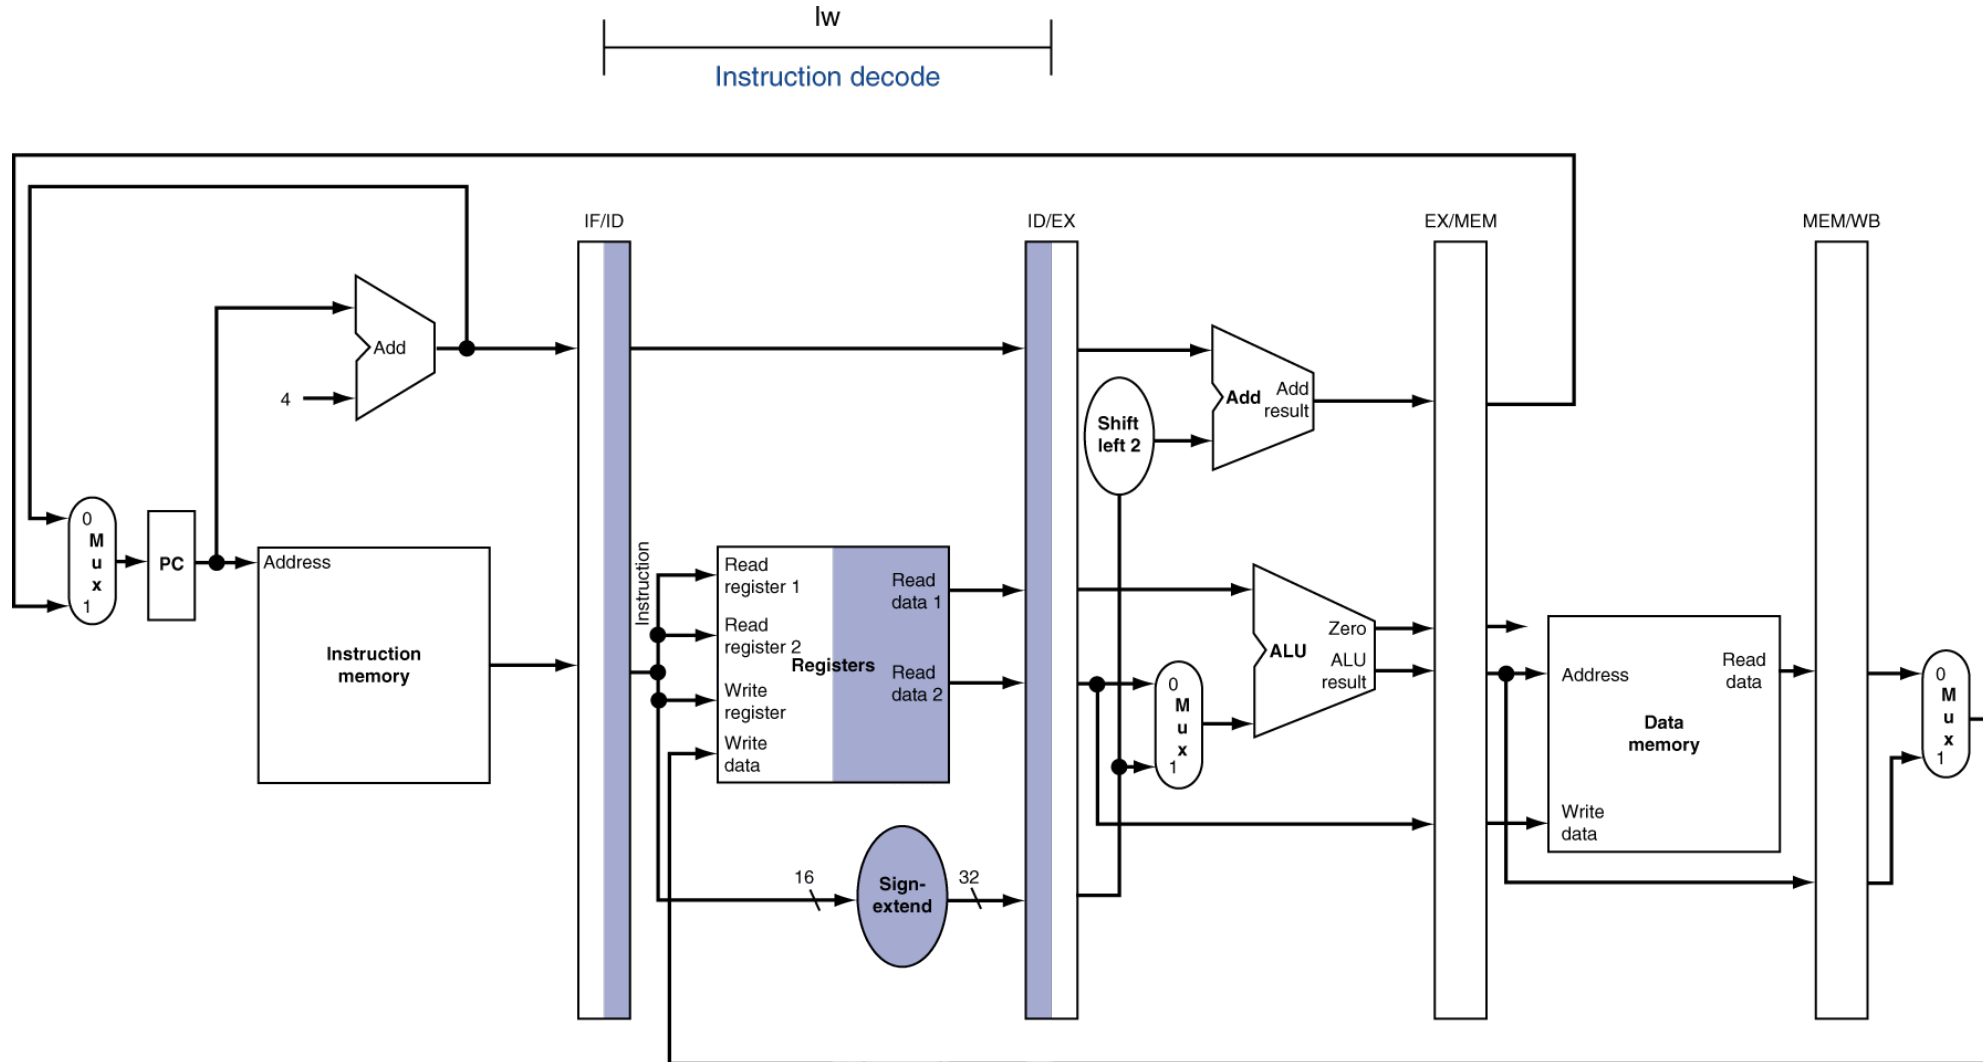 lw
Instruction decode
IF/ID
ID/EX
EX/MEM
MEM/WB
Add
4
Add
Add
result
Shift
left 2
0
M
u
x
1
PC
Address
Instruction
memory
Instruction
Read
register 1
Read
register 2
Write
register
Write
data
Registers
Read
data 1
Read
data 2
16
Sign-
extend
32
0
M
u
x
1
ALU
Zero
ALU
result
Address
Read
data
Data
memory
Write
data
0
M
u
x
1